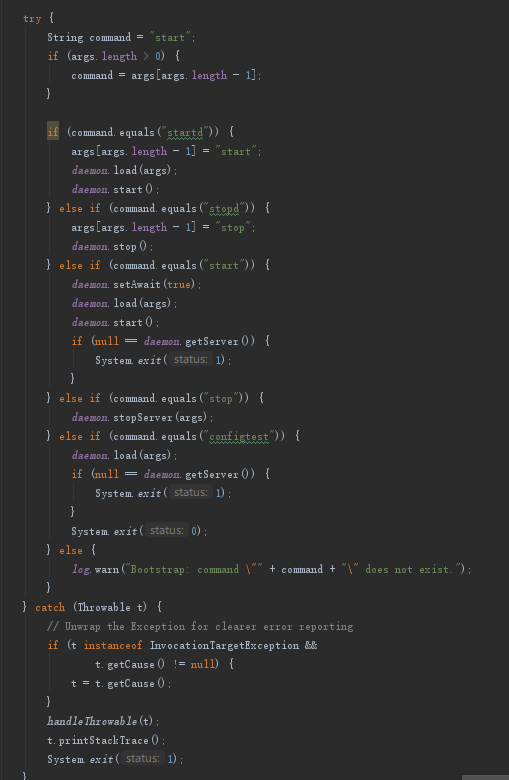 try {
    String command = "start";
    if (args.length > 0) {
        command = args[args.length - 1];
    }

    if (command.equals("startd")) {
        args[args.length - 1] = "start";
        daemon.load(args);
        daemon.start();
    } else if (command.equals("stopd")) {
        args[args.length - 1] = "stop";
        daemon.stop();
    } else if (command.equals("start")) {
        daemon.setAwait(true);
        daemon.load(args);
        daemon.start();
        if (null == daemon.getServer()) {
            System.exit( status: 1);
        }
    } else if (command.equals("stop")) {
        daemon.stopServer(args);
    } else if (command.equals("configtest")) {
        daemon.load(args);
        if (null == daemon.getServer()) {
            System.exit( status: 1);
        }
        System.exit( status: 0);
    } else {
        log.warn("Bootstrap: command \"" + command + "\" does not exist.");
    }
} catch (Throwable t) {
    // Unwrap the Exception for clearer error reporting
    if (t instanceof InvocationTargetException &&
            t.getCause() != null) {
        t = t.getCause();
    }
    handleThrowable(t);
    t.printStackTrace();
    System.exit( status: 1);
}